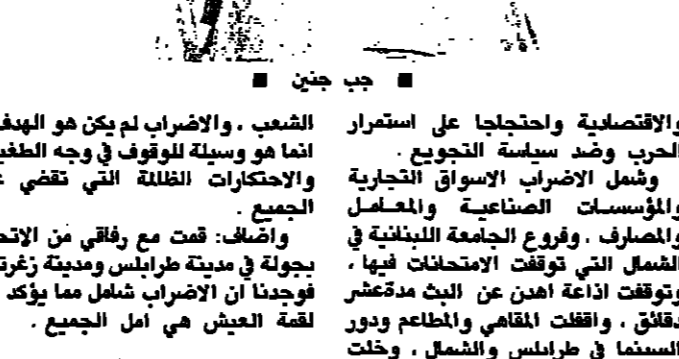 ■ جب جنين ■
والاقتصادية واحتجاجا على استمرار
الحرب وضد سياسة التجويع .
وشمل الاضراب الاسواق التجارية
والمؤسسات الصناعية والمعامل
والمصارف ، وفروع الجامعة اللبنانية في
الشمال التي توقفت الامتحانات فيها ،
وتوقفت اذاعة اهدن عن البث مدةعشر
دقائق ، واقفلت المقاهي والمطاعم ودور
السينما في طرابلس والشمال ، وخلت
الشعب ، والاضراب لم يكن هو الهدف
انما هو وسيلة للوقوف في وجه
والاحتكارات الظالمة التي تقضي
الجميع .
واضاف: قمت مع رفاقي من
بجولة في مدينة طرابلس ومدينة
فوجدنا ان الاضراب شامل مما يؤكد
لقمة العيش هي امل الجميع .